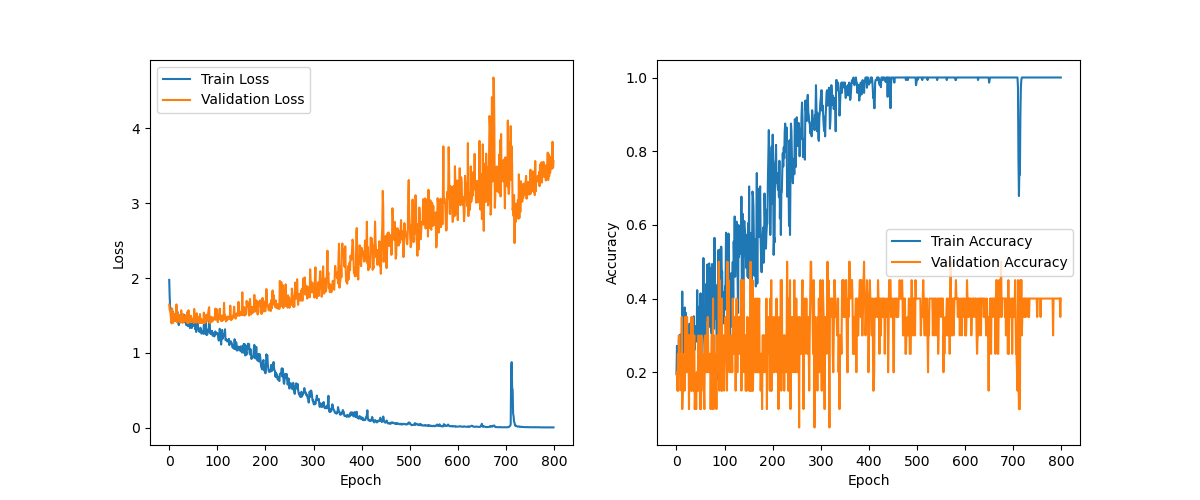 Train Loss
Validation Loss
Loss
4
3
2
1
0
0 100 200 300 400 500 600 700 800
Epoch
Train Accuracy
Validation Accuracy
Accuracy
1.0
0.8
0.6
0.4
0.2
0 100 200 300 400 500 600 700 800
Epoch